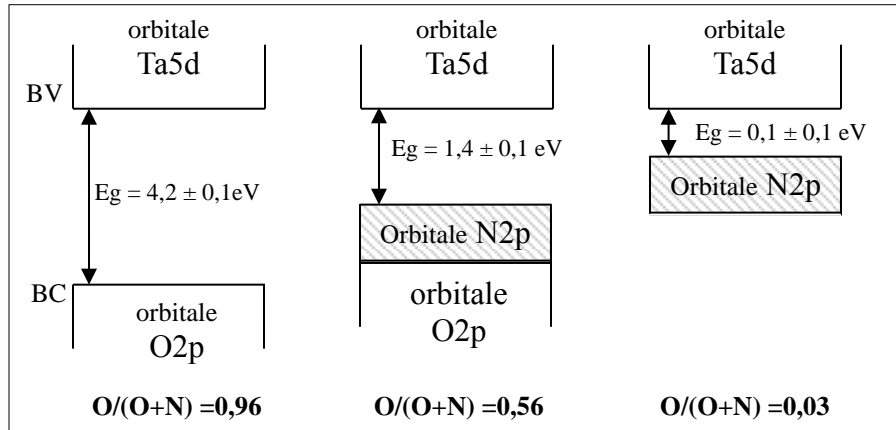 orbitale
Ta5d
orbitale
Ta5d
orbitale
Ta5d
BV
Eg = 4,2 ± 0,1eV
Eg = 1,4 ± 0,1 eV
Eg = 0,1 ± 0,1 eV
Orbitale N2p
Orbitale N2p
BC
orbitale
O2p
orbitale
O2p
O/(O+N) =0,96
O/(O+N) =0,56
O/(O+N) =0,03